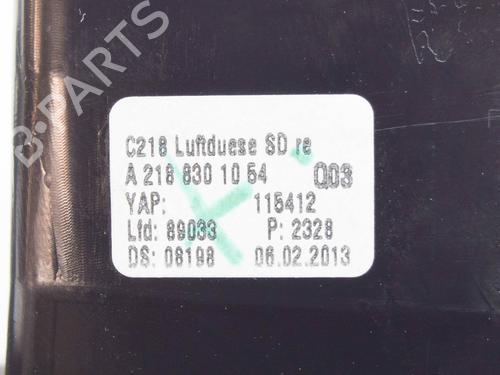 B-PARTS
C218 Luftduese SD re
A 218 830 10 54 Q03
YAP: 115412
Lfd: 89033 P: 2328
DS: 08198 06.02.2013